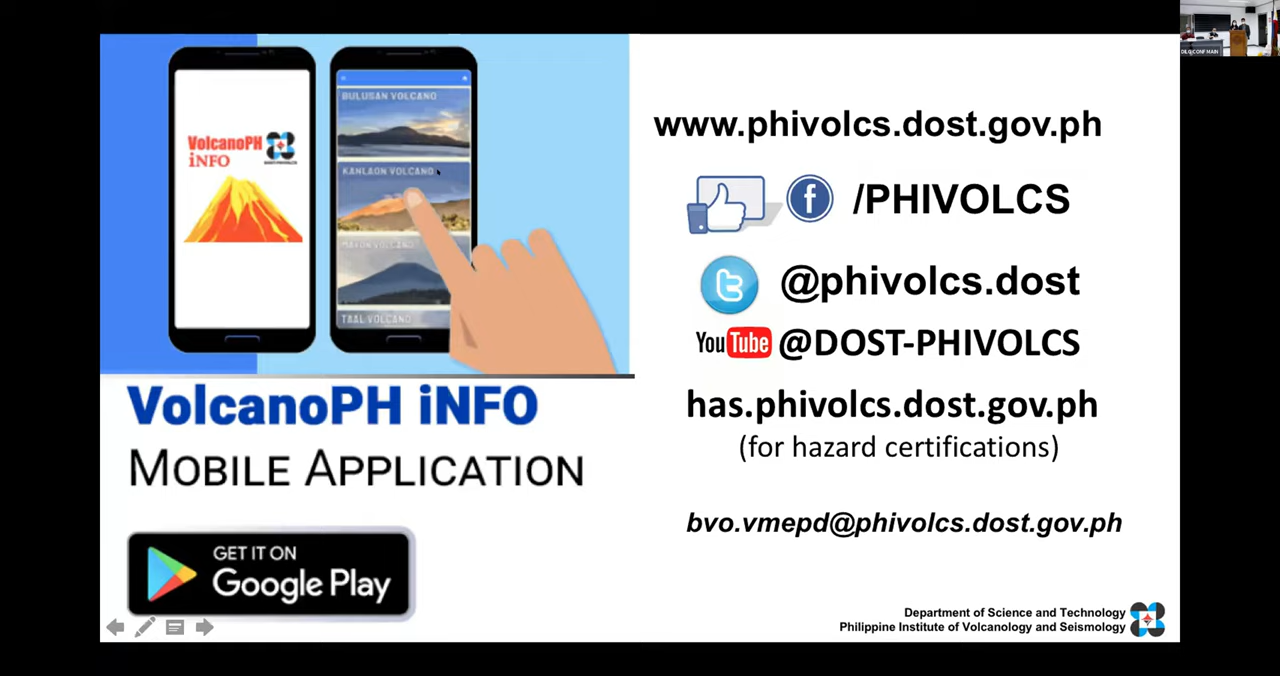 VolcanoPH
iNFO
DOST-PHIVOLCS
BULUSAN VOLCANO
KANLAON VOLCANO
MAYON VOLCANO
TAAL VOLCANO
VolcanoPH iNFO
MOBILE APPLICATION
GET IT ON
Google Play
www.phivolcs.dost.gov.ph
f /PHIVOLCS
@phivolcs.dost
YouTube @DOST-PHIVOLCS
has.phivolcs.dost.gov.ph
(for hazard certifications)
bvo.vmepd@phivolcs.dost.gov.ph
Department of Science and Technology
Philippine Institute of Volcanology and Seismology